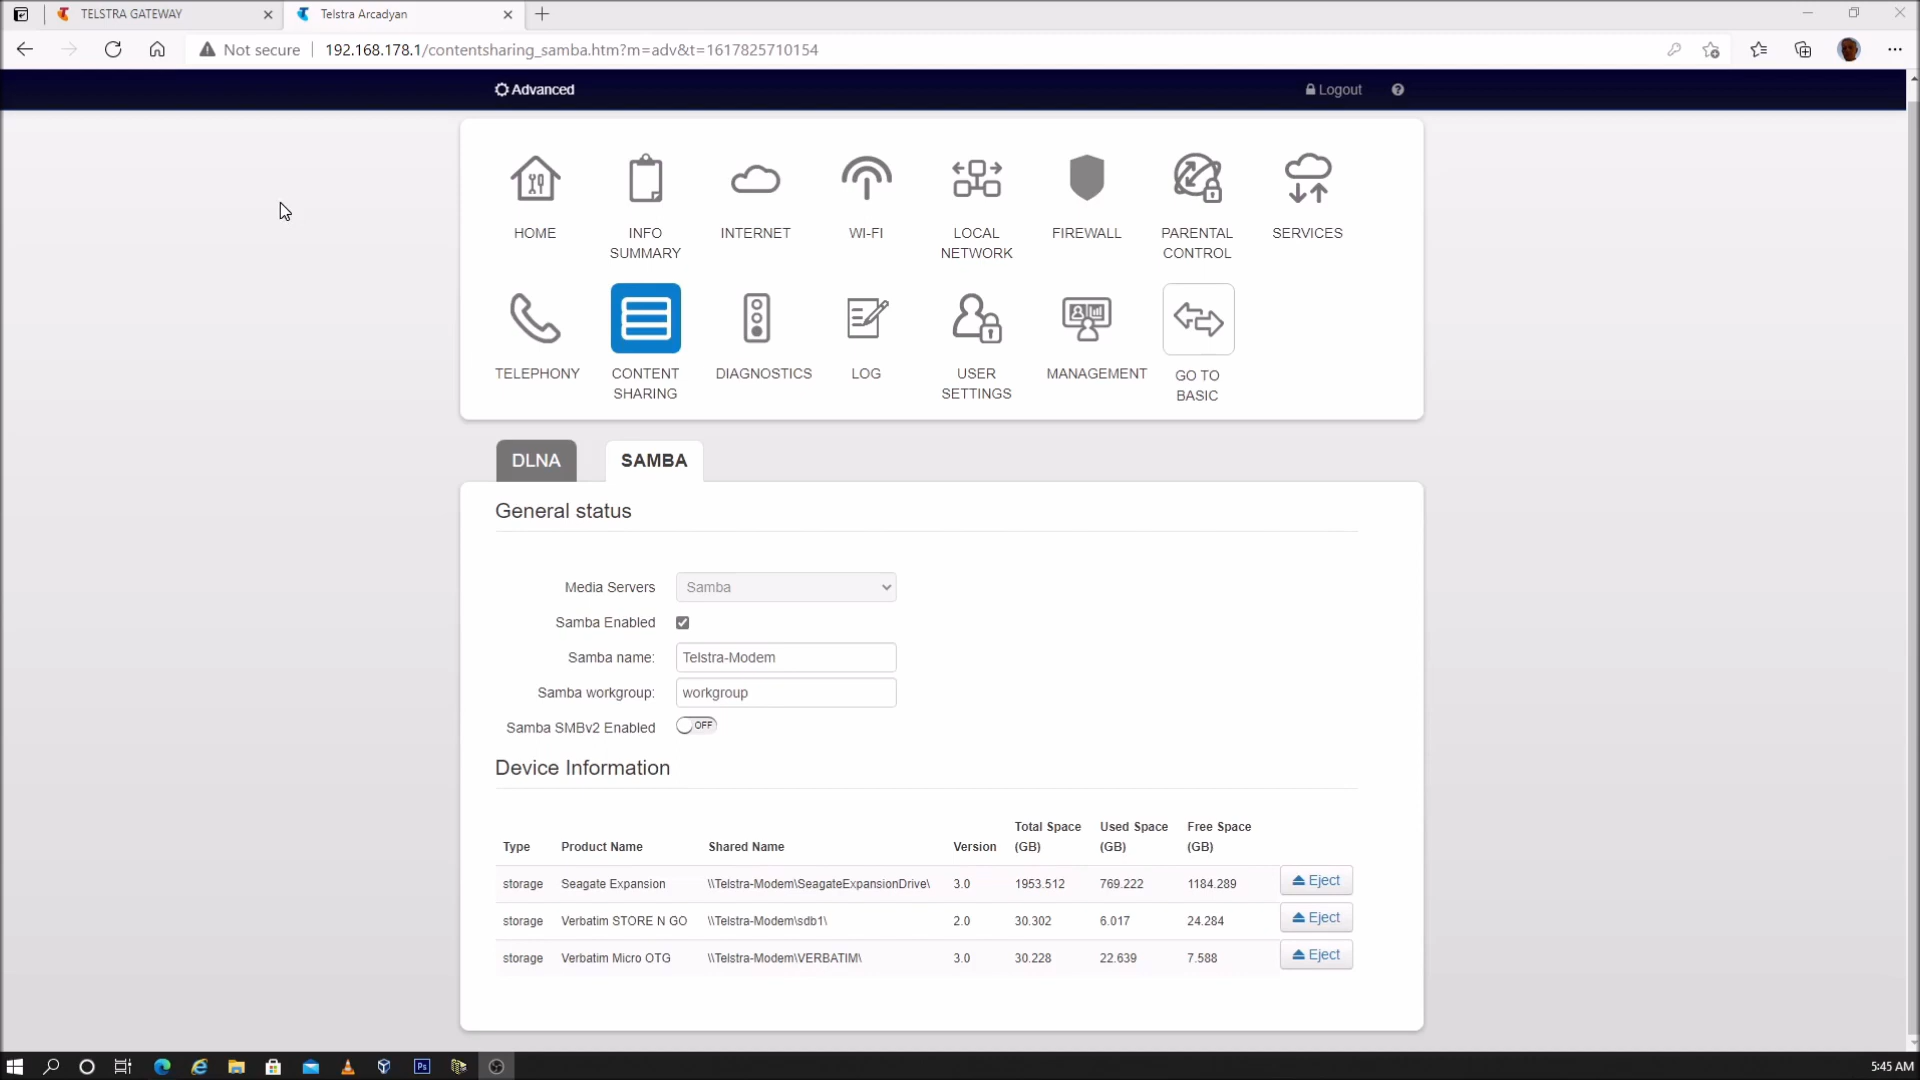 TELSTRA GATEWAY
Telstra Arcadyan
Not secure
192.168.178.1/contentsharing_samba.htm?m=adv&t=1617825710154
Advanced
Logout
HOME
INFO
SUMMARY
INTERNET
WI-FI
LOCAL
NETWORK
FIREWALL
PARENTAL
CONTROL
SERVICES
TELEPHONY
CONTENT
SHARING
DIAGNOSTICS
LOG
USER
SETTINGS
MANAGEMENT
GO TO
BASIC
DLNA
SAMBA
General status
Media Servers Samba
Samba Enabled
Samba name: Telstra-Modem
Samba workgroup: workgroup
Samba SMBv2 Enabled OFF
Device Information
Type Product Name Shared Name Version Total Space (GB) Used Space (GB) Free Space (GB)
storage Seagate Expansion \\Telstra-Modem\SeagateExpansionDrive\ 3.0 1953.512 769.222 1184.289 Eject
storage Verbatim STORE N GO \\Telstra-Modem\sdb1\ 2.0 30.302 6.017 24.284 Eject
storage Verbatim Micro OTG \\Telstra-Modem\VERBATIM\ 3.0 30.228 22.639 7.588 Eject
Ps
5:45 AM